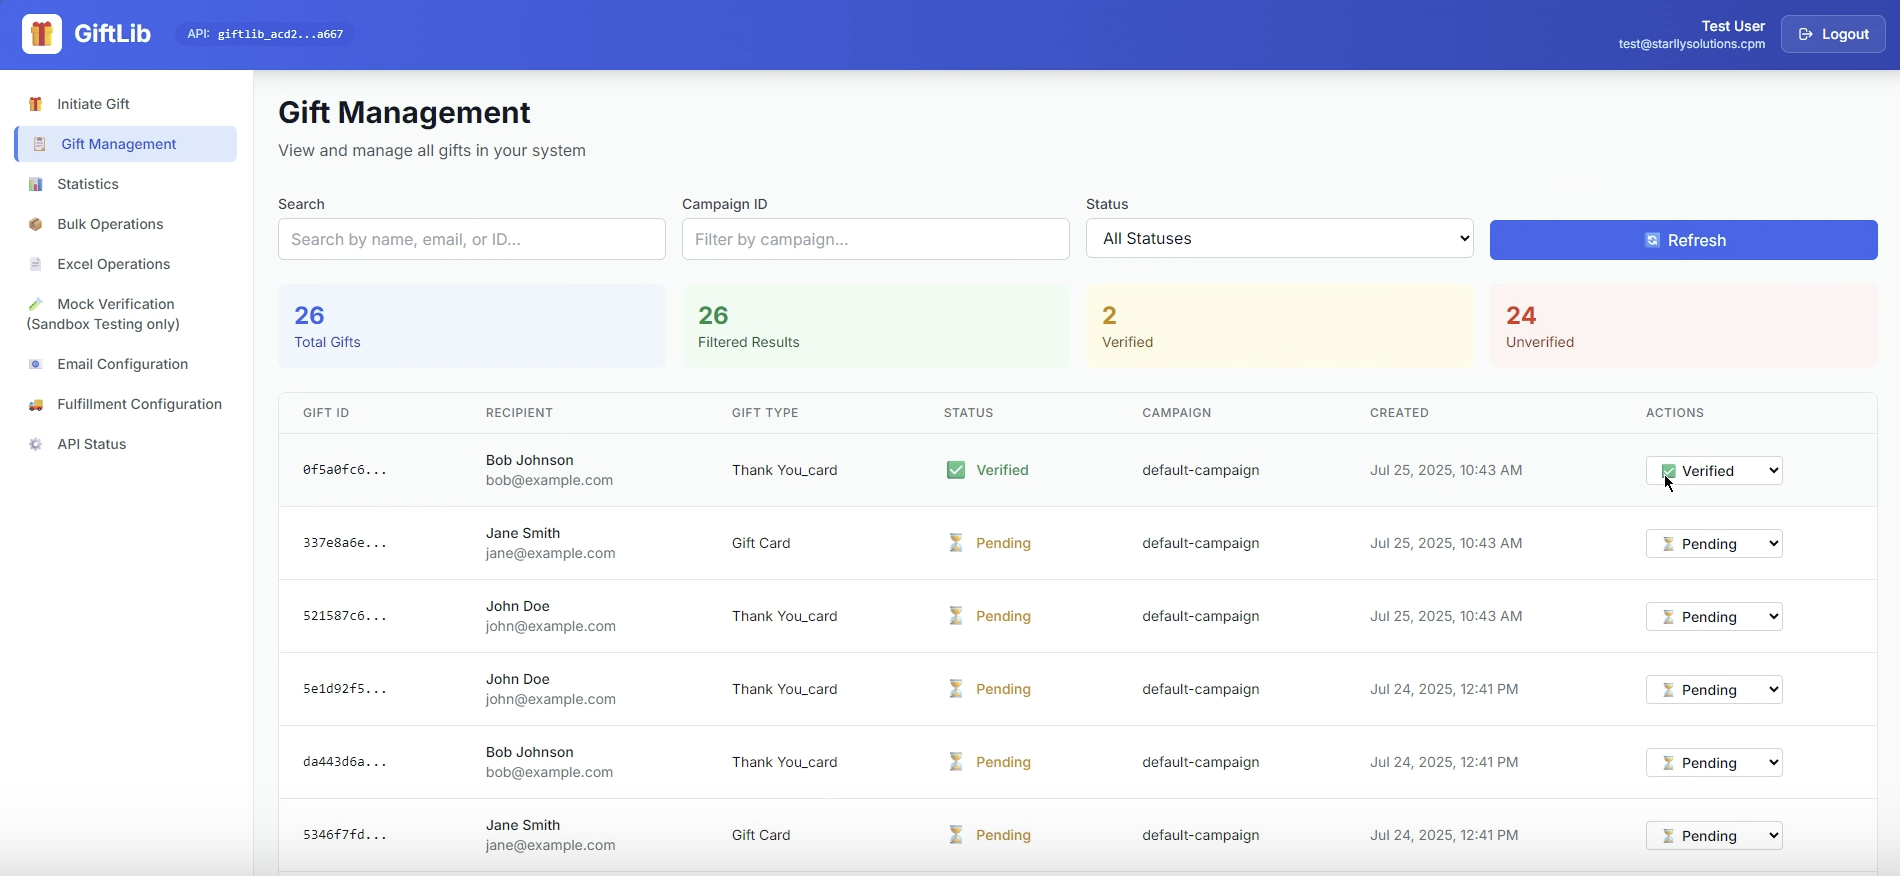 GiftLib
API: giftlib_acd2...a667
Test User
test@starllysolutions.cpm
Logout
Initiate Gift
Gift Management
Statistics
Bulk Operations
Excel Operations
Mock Verification
(Sandbox Testing only)
Email Configuration
Fulfillment Configuration
API Status
Gift Management
View and manage all gifts in your system
Search
Campaign ID
Status
Search by name, email, or ID...
Filter by campaign...
All Statuses
Refresh
26
Total Gifts
26
Filtered Results
2
Verified
24
Unverified
GIFT ID RECIPIENT GIFT TYPE STATUS CAMPAIGN CREATED ACTIONS
0f5a0fc6... Bob Johnson Thank You_card Verified default-campaign Jul 25, 2025, 10:43 AM Verified
bob@example.com
337e8a6e... Jane Smith Gift Card Pending default-campaign Jul 25, 2025, 10:43 AM Pending
jane@example.com
521587c6... John Doe Thank You_card Pending default-campaign Jul 25, 2025, 10:43 AM Pending
john@example.com
5e1d92f5... John Doe Thank You_card Pending default-campaign Jul 24, 2025, 12:41 PM Pending
john@example.com
da443d6a... Bob Johnson Thank You_card Pending default-campaign Jul 24, 2025, 12:41 PM Pending
bob@example.com
5346f7fd... Jane Smith Gift Card Pending default-campaign Jul 24, 2025, 12:41 PM Pending
jane@example.com